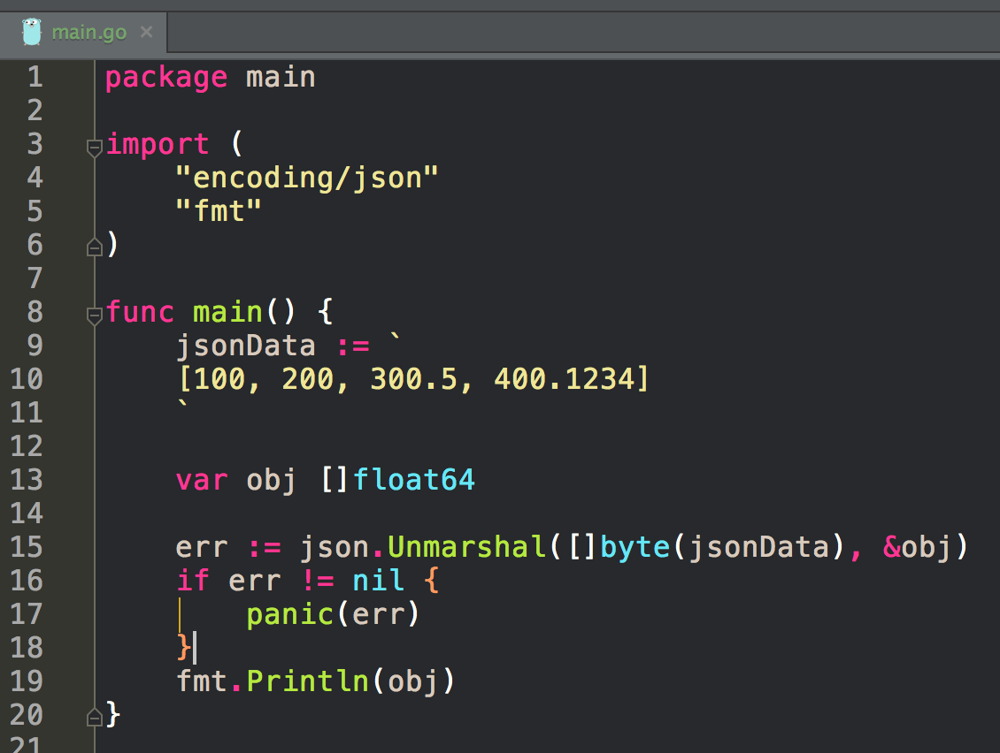 main.go ×
1 package main
2
3 import (
4     "encoding/json"
5     "fmt"
6 )
7
8 func main() {
9     jsonData := `
10     [100, 200, 300.5, 400.1234]
11     `
12
13     var obj []float64
14
15     err := json.Unmarshal([]byte(jsonData), &obj)
16     if err != nil {
17         panic(err)
18     }
19     fmt.Println(obj)
20 }
21